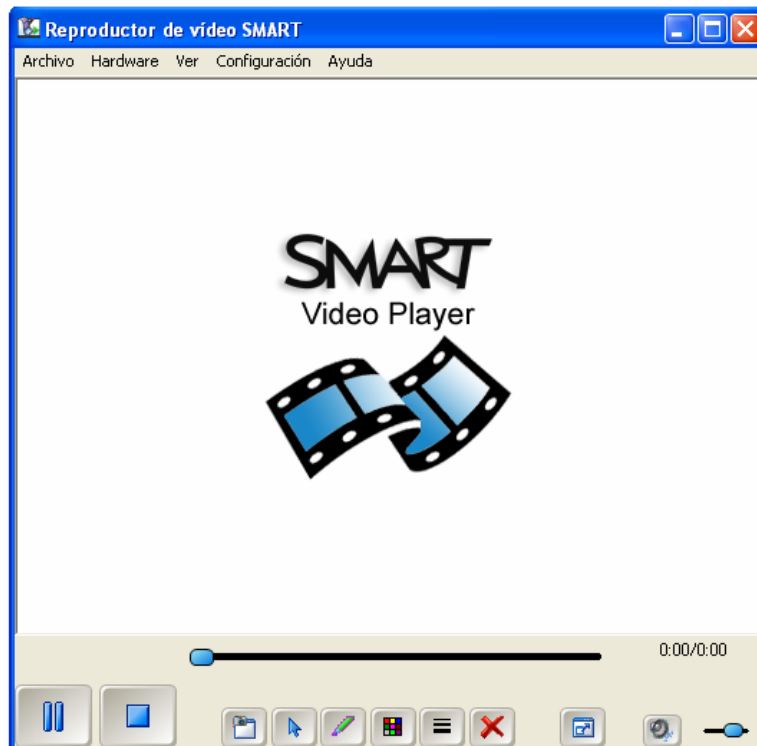 Reproductor de vídeo SMART
Archivo Hardware Ver Configuración Ayuda
SMART
Video Player
0:00/0:00